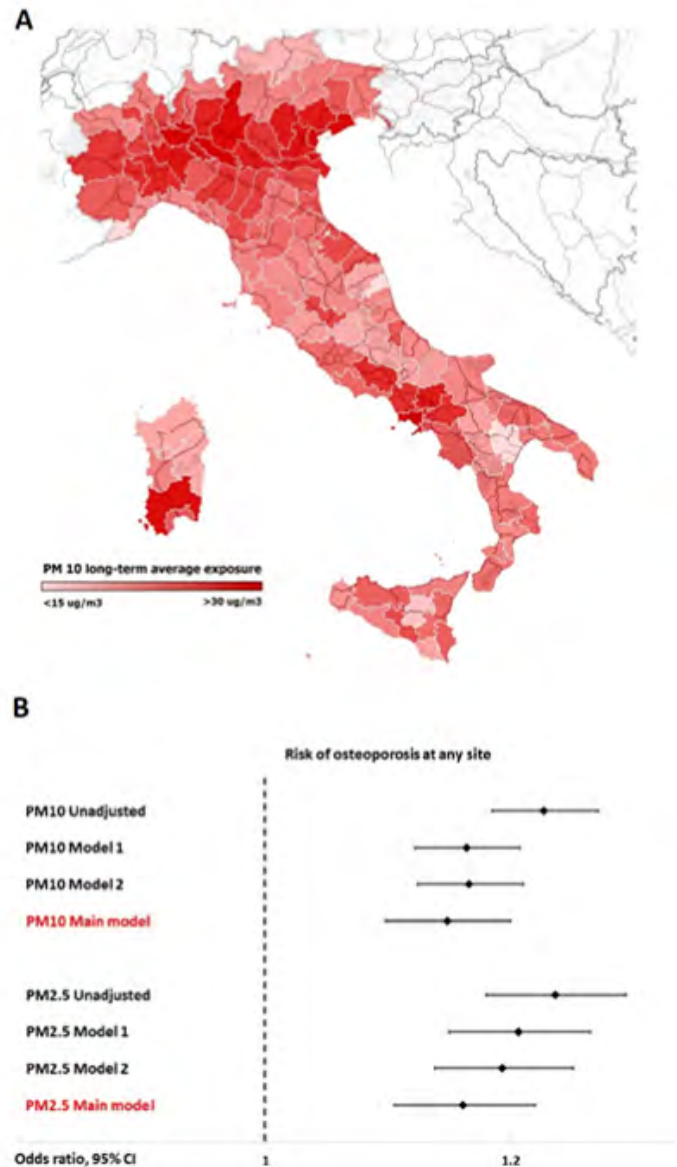 A
PM 10 long-term average exposure
<15 ug/m3 >30 ug/m3
B
Risk of osteoporosis at any site
PM10 Unadjusted
PM10 Model 1
PM10 Model 2
PM10 Main model
PM2.5 Unadjusted
PM2.5 Model 1
PM2.5 Model 2
PM2.5 Main model
Odds ratio, 95% CI 1 1.2